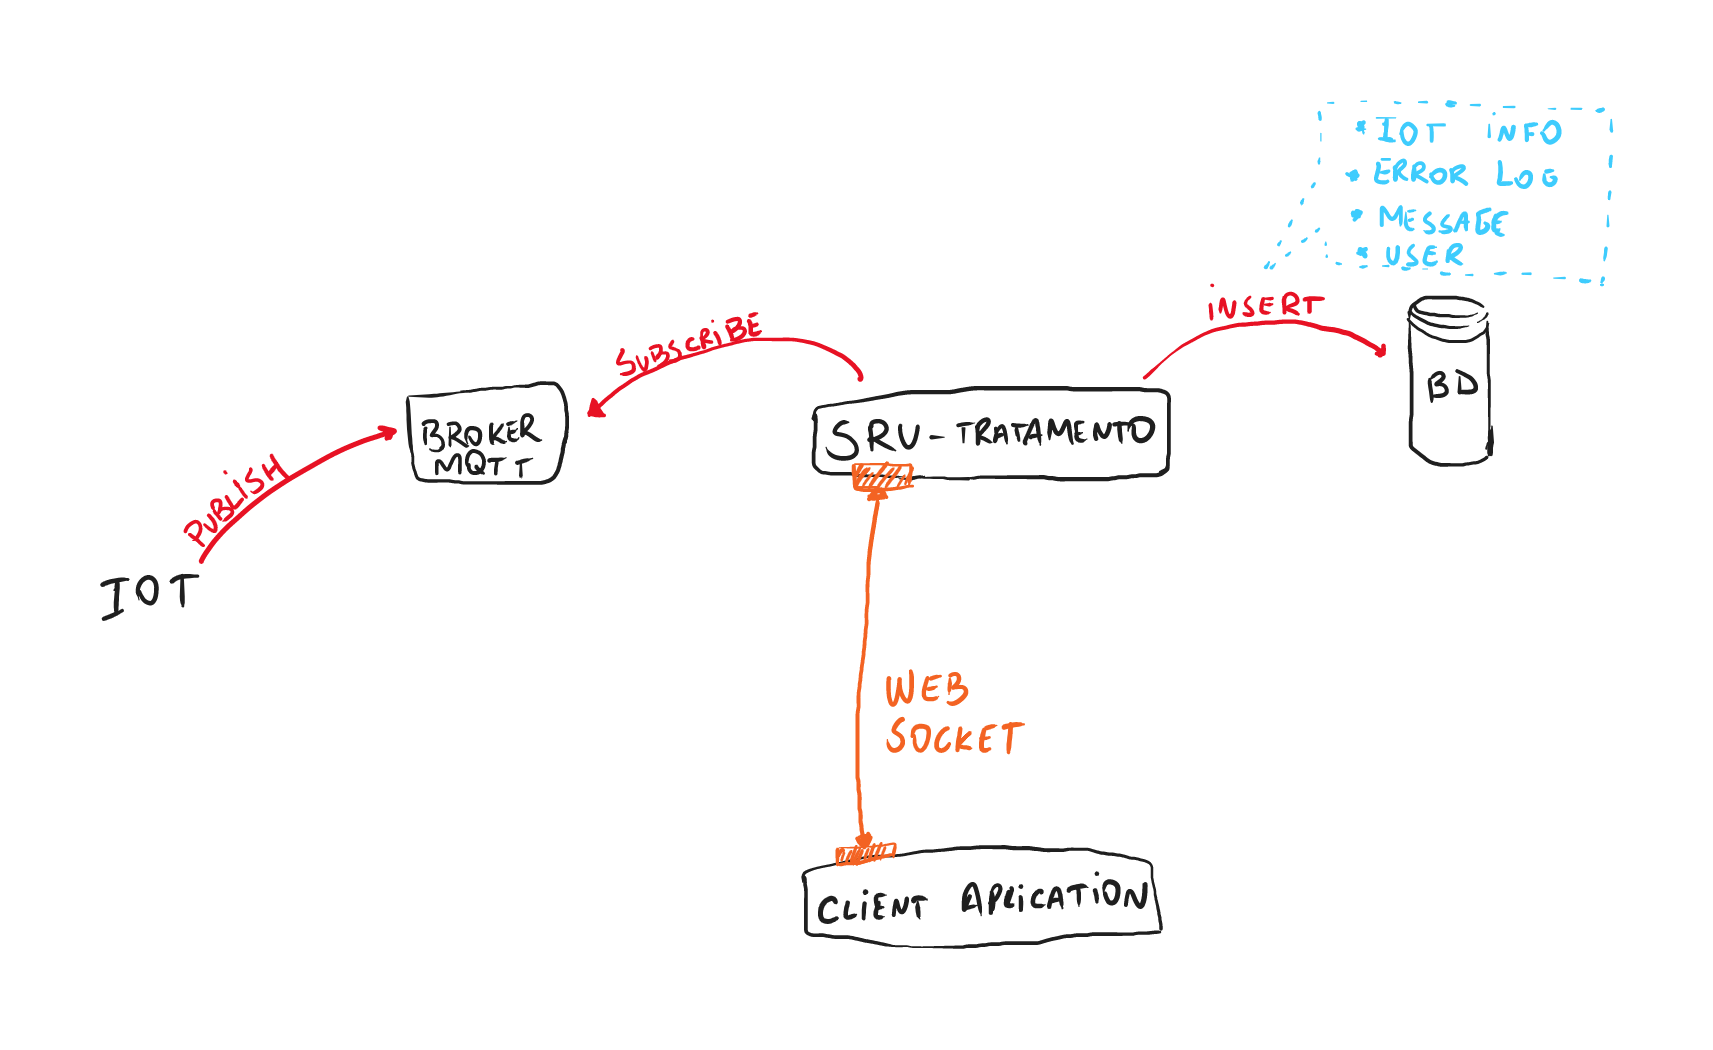 * IOT INFO
* ERROR LOG
* MESSAGE
* USER
INSERT
SUBSCRIBE
BD
BROKER
MQTT
SRV-TRATAMENTO
PUBLISH
IOT
WEB
SOCKET
CLIENT APLICATION